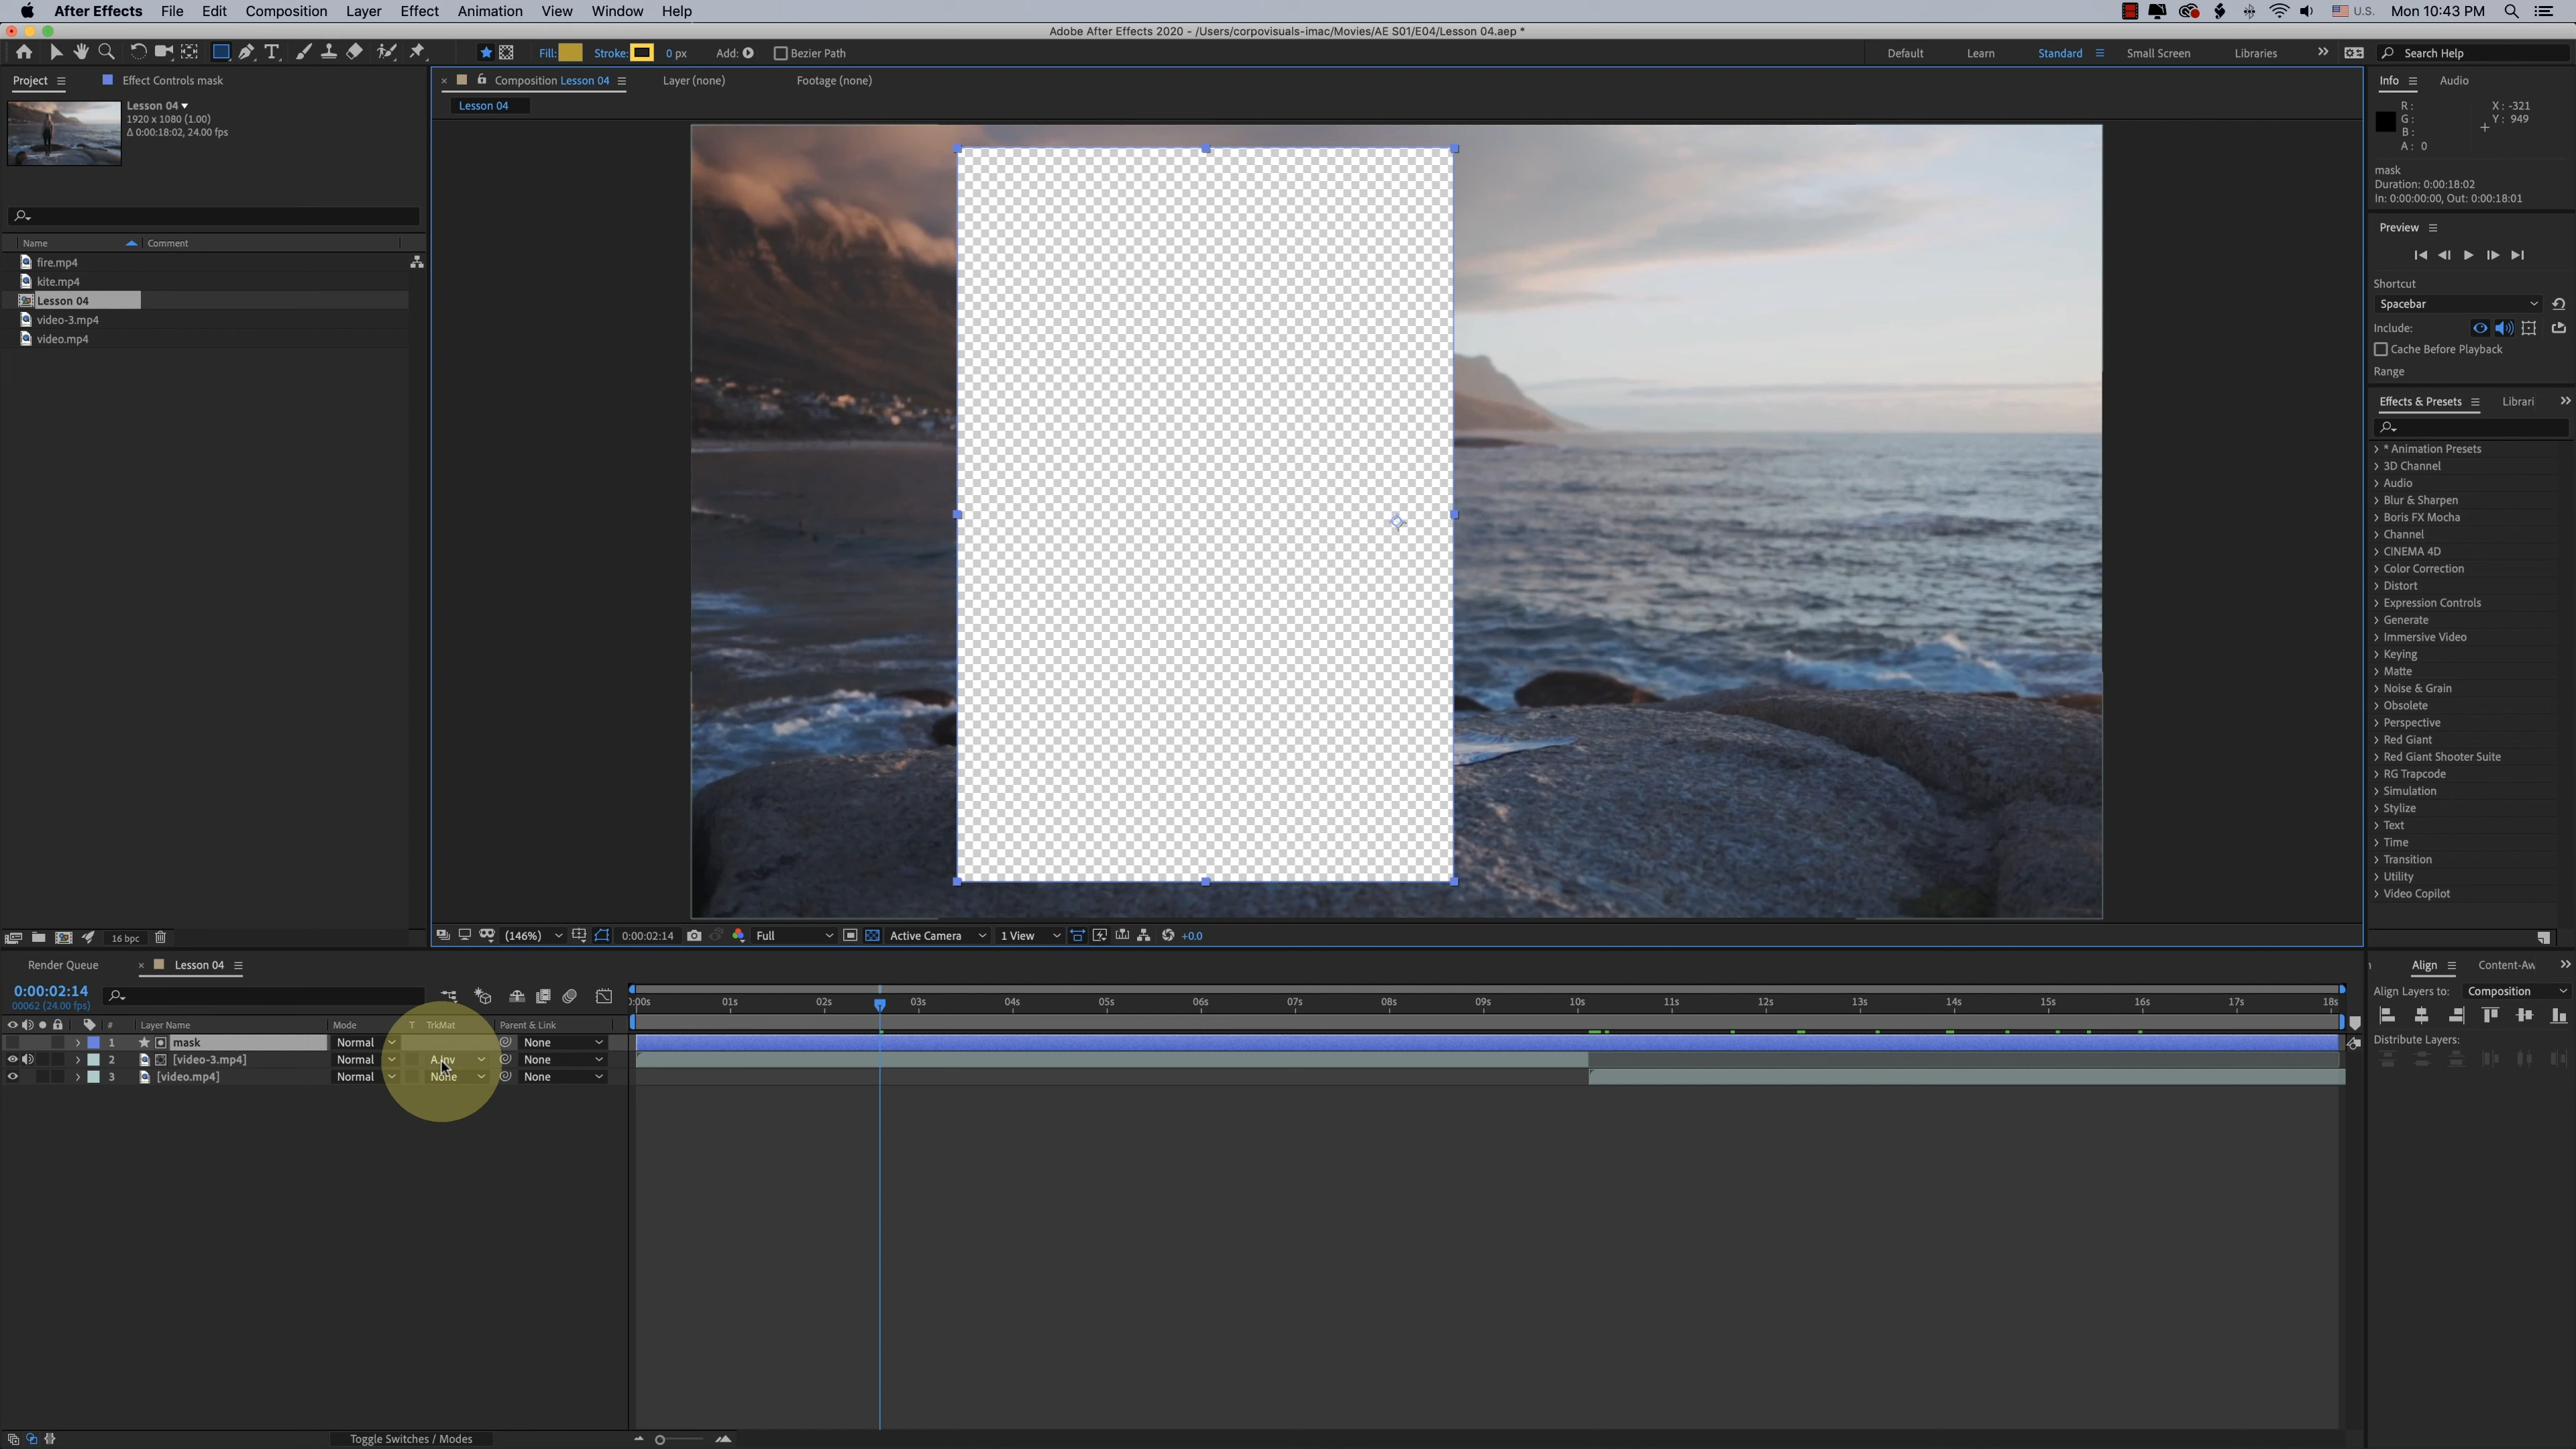 After Effects File Edit Composition Layer Effect Animation View Window Help U.S. Mon 10:43 PM
Adobe After Effects 2020 - /Users/corpovisuals-imac/Movies/AE S01/E04/Lesson 04.aep *
Fill: Stroke: 0 px Add: Bezier Path Default Learn Standard Small Screen Libraries Search Help
Project Effect Controls mask
Composition Lesson 04 Layer (none) Footage (none)
Info Audio
Lesson 04
1920 x 1080 (1.00)
Δ 0:00:18:02, 24.00 fps
Lesson 04
R: X: -321
G: Y: 949
B:
A: 0
mask
Duration: 0:00:18:02
In: 0:00:00:00, Out: 0:00:18:01
Preview
Shortcut
Spacebar
Include:
Cache Before Playback
Range
Name Comment
fire.mp4
kite.mp4
Lesson 04
video-3.mp4
video.mp4
Effects & Presets Librari
* Animation Presets
3D Channel
Audio
Blur & Sharpen
Boris FX Mocha
Channel
CINEMA 4D
Color Correction
Distort
Expression Controls
Generate
Immersive Video
Keying
Matte
Noise & Grain
Obsolete
Perspective
Red Giant
Red Giant Shooter Suite
RG Trapcode
Simulation
Stylize
Text
Time
Transition
Utility
Video Copilot
16 bpc
(146%) 0:00:02:14 Full Active Camera 1 View +0.0
Render Queue Lesson 04
Align Content-Aw
0:00:02:14
00062 (24.00 fps)
Align Layers to: Composition
Distribute Layers:
:00s 01s 02s 03s 04s 05s 06s 07s 08s 09s 10s 11s 12s 13s 14s 15s 16s 17s 18s
# Layer Name Mode T TrkMat Parent & Link
1 mask Normal None
2 [video-3.mp4] Normal A.Inv None
3 [video.mp4] Normal None None
Toggle Switches / Modes